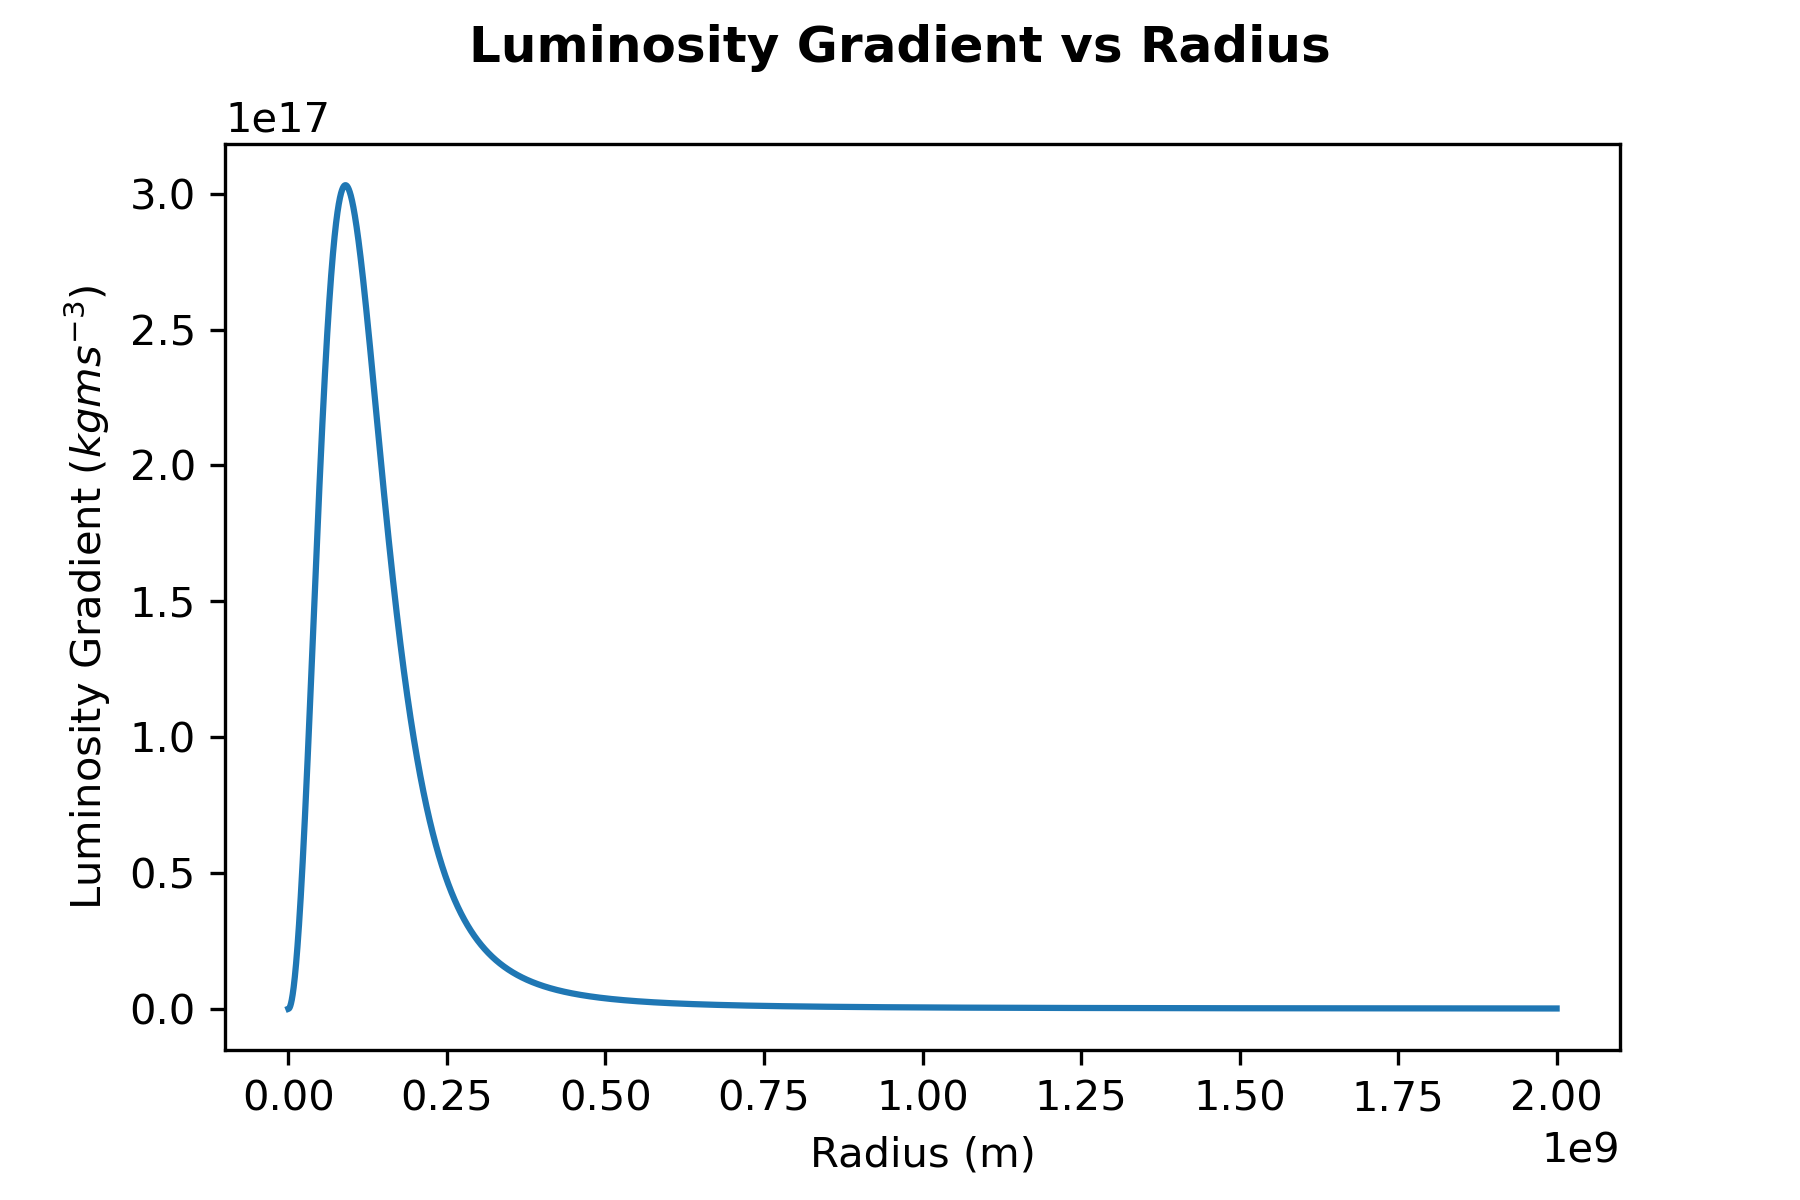 Luminosity Gradient vs Radius
1e17
3.0
2.5
2.0
1.5
1.0
0.5
0.0
Luminosity Gradient (kgms⁻³)
0.00 0.25 0.50 0.75 1.00 1.25 1.50 1.75 2.00
1e9
Radius (m)